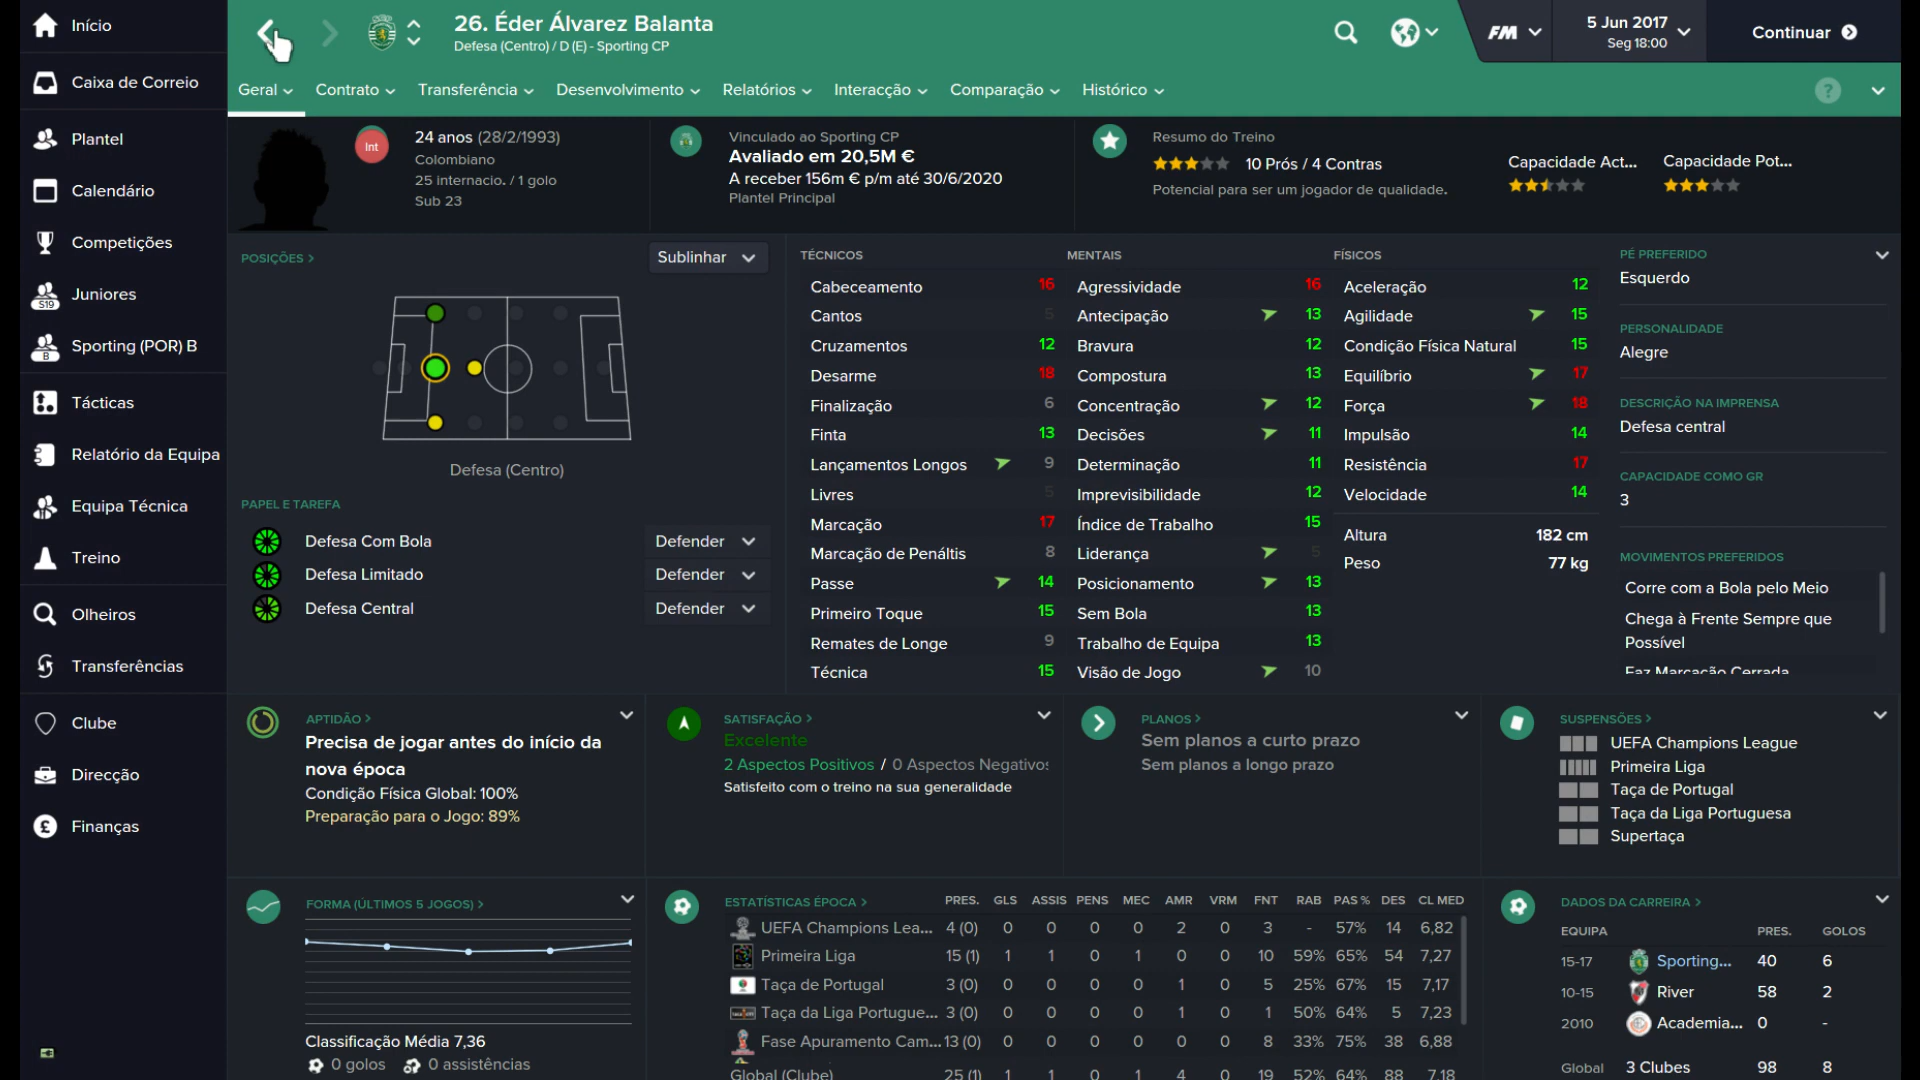 Início
Caixa de Correio
Plantel
Calendário
Competições
S19
Juniores
B
Sporting (POR) B
Tácticas
Relatório da Equipa
Equipa Técnica
Treino
Olheiros
Transferências
Clube
Direcção
£
Finanças
26. Éder Álvarez Balanta
Defesa (Centro) / D (E) - Sporting CP
FM
5 Jun 2017
Seg 18:00
Continuar
Geral
Contrato
Transferência
Desenvolvimento
Relatórios
Interacção
Comparação
Histórico
?
Int
24 anos (28/2/1993)
Colombiano
25 internacio. / 1 golo
Sub 23
Vinculado ao Sporting CP
Avaliado em 20,5M €
A receber 156m € p/m até 30/6/2020
Plantel Principal
Resumo do Treino
10 Prós / 4 Contras
Potencial para ser um jogador de qualidade.
Capacidade Act...
Capacidade Pot...
POSIÇÕES >
Sublinhar
Defesa (Centro)
PAPEL E TAREFA
Defesa Com Bola Defender
Defesa Limitado Defender
Defesa Central Defender
TÉCNICOS
Cabeceamento 16
Cantos 5
Cruzamentos 12
Desarme 18
Finalização 6
Finta 13
Lançamentos Longos 9
Livres 5
Marcação 17
Marcação de Penáltis 8
Passe 14
Primeiro Toque 15
Remates de Longe 9
Técnica 15
MENTAIS
Agressividade 16
Antecipação 13
Bravura 12
Compostura 13
Concentração 12
Decisões 11
Determinação 11
Imprevisibilidade 12
Índice de Trabalho 15
Liderança 5
Posicionamento 13
Sem Bola 13
Trabalho de Equipa 13
Visão de Jogo 10
FÍSICOS
Aceleração 12
Agilidade 15
Condição Física Natural 15
Equilíbrio 17
Força 18
Impulsão 14
Resistência 17
Velocidade 14
Altura 182 cm
Peso 77 kg
PÉ PREFERIDO
Esquerdo
PERSONALIDADE
Alegre
DESCRIÇÃO NA IMPRENSA
Defesa central
CAPACIDADE COMO GR
3
MOVIMENTOS PREFERIDOS
Corre com a Bola pelo Meio
Chega à Frente Sempre que
Possível
Faz Marcação Cerrada
APTIDÃO >
Precisa de jogar antes do início da
nova época
Condição Física Global: 100%
Preparação para o Jogo: 89%
SATISFAÇÃO >
Excelente
2 Aspectos Positivos / 0 Aspectos Negativos
Satisfeito com o treino na sua generalidade
PLANOS >
Sem planos a curto prazo
Sem planos a longo prazo
SUSPENSÕES >
UEFA Champions League
Primeira Liga
Taça de Portugal
Taça da Liga Portuguesa
Supertaça
FORMA (ÚLTIMOS 5 JOGOS) >
Classificação Média 7,36
0 golos 0 assistências
ESTATÍSTICAS ÉPOCA > PRES. GLS ASSIS PENS MEC AMR VRM FNT RAB PAS % DES CL MED
UEFA Champions Lea... 4 (0) 0 0 0 0 2 0 3 - 57% 14 6,82
Primeira Liga 15 (1) 1 1 0 1 0 0 10 59% 65% 54 7,27
Taça de Portugal 3 (0) 0 0 0 0 1 0 5 25% 67% 15 7,17
Taça da Liga Portugue... 3 (0) 0 0 0 0 1 0 1 50% 64% 5 7,23
Fase Apuramento Cam... 13 (0) 0 0 0 0 0 0 8 33% 75% 38 6,88
Global (Clube) 25 (1) 1 1 0 1 4 0 19 52% 64% 88 7,18
DADOS DA CARREIRA >
EQUIPA PRES. GOLOS
15-17 Sporting... 40 6
10-15 River 58 2
2010 Academia... 0 -
Global 3 Clubes 98 8